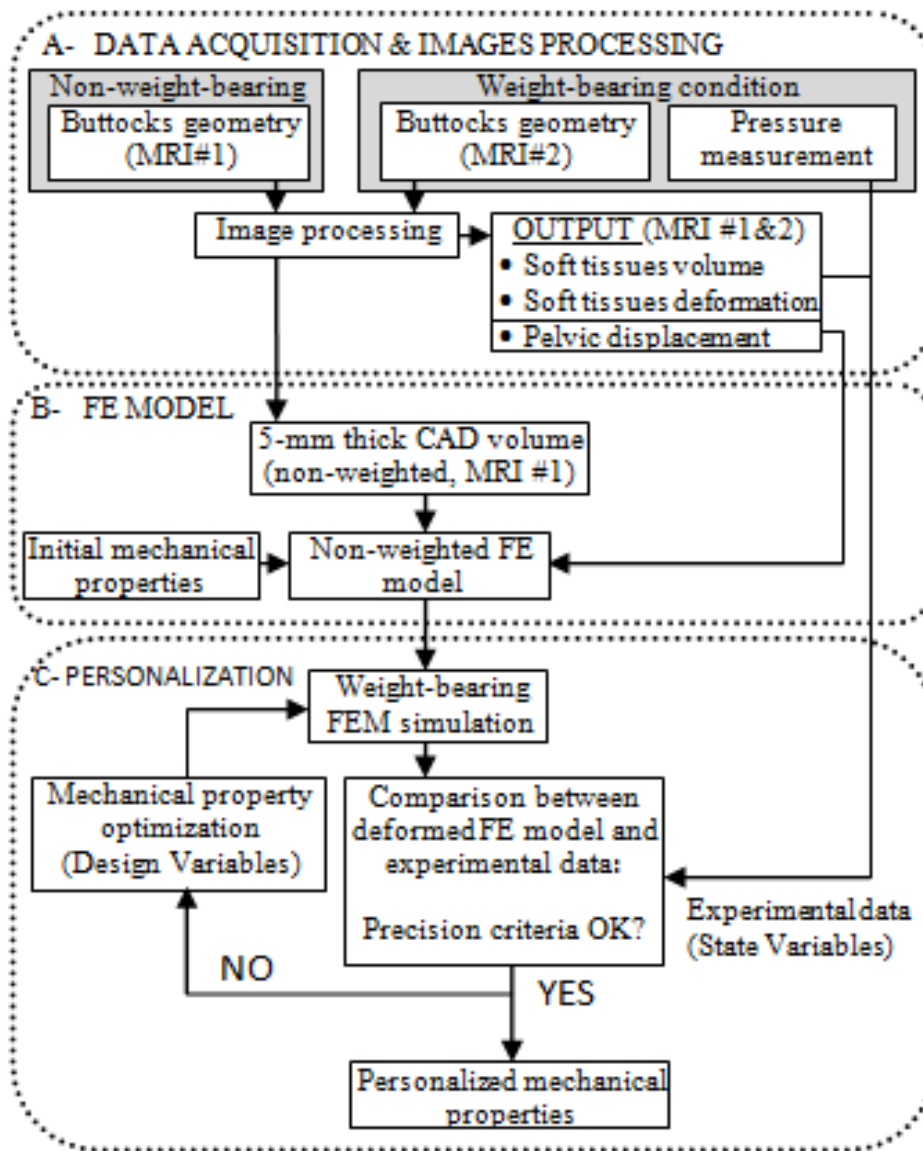 A- DATA ACQUISITION & IMAGES PROCESSING
Non-weight-bearing
Buttocks geometry
(MRI#1)
Weight-bearing condition
Buttocks geometry
(MRI#2)
Pressure
measurement
Image processing
OUTPUT (MRI #1&2)
• Soft tissues volume
• Soft tissues deformation
• Pelvic displacement
B- FE MODEL
5-mm thick CAD volume
(non-weighted, MRI #1)
Initial mechanical
properties
Non-weighted FE
model
C- PERSONALIZATION
Weight-bearing
FEM simulation
Mechanical property
optimization
(Design Variables)
Comparison between
deformed FE model and
experimental data:
Precision criteria OK?
Experimental data
(State Variables)
NO
YES
Personalized mechanical
properties